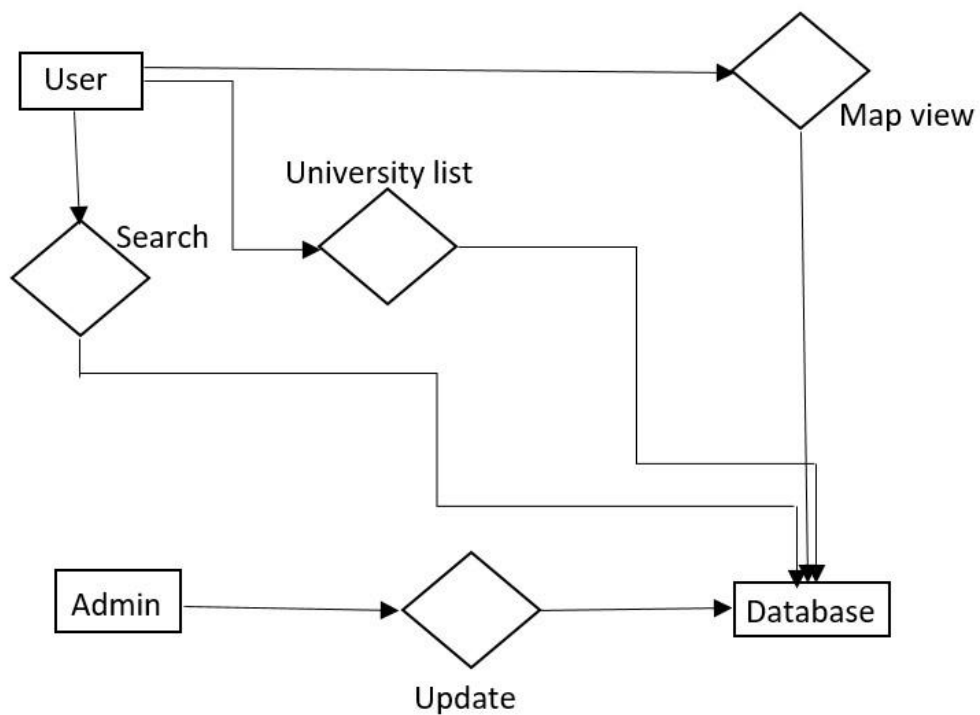 User
Map view
University list
Search
Admin
Database
Update